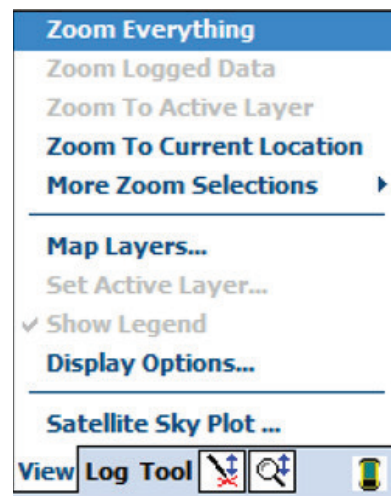 Zoom Everything
Zoom Logged Data
Zoom To Active Layer
Zoom To Current Location
More Zoom Selections
Map Layers...
Set Active Layer...
Show Legend
Display Options...
Satellite Sky Plot ...
View Log Tool